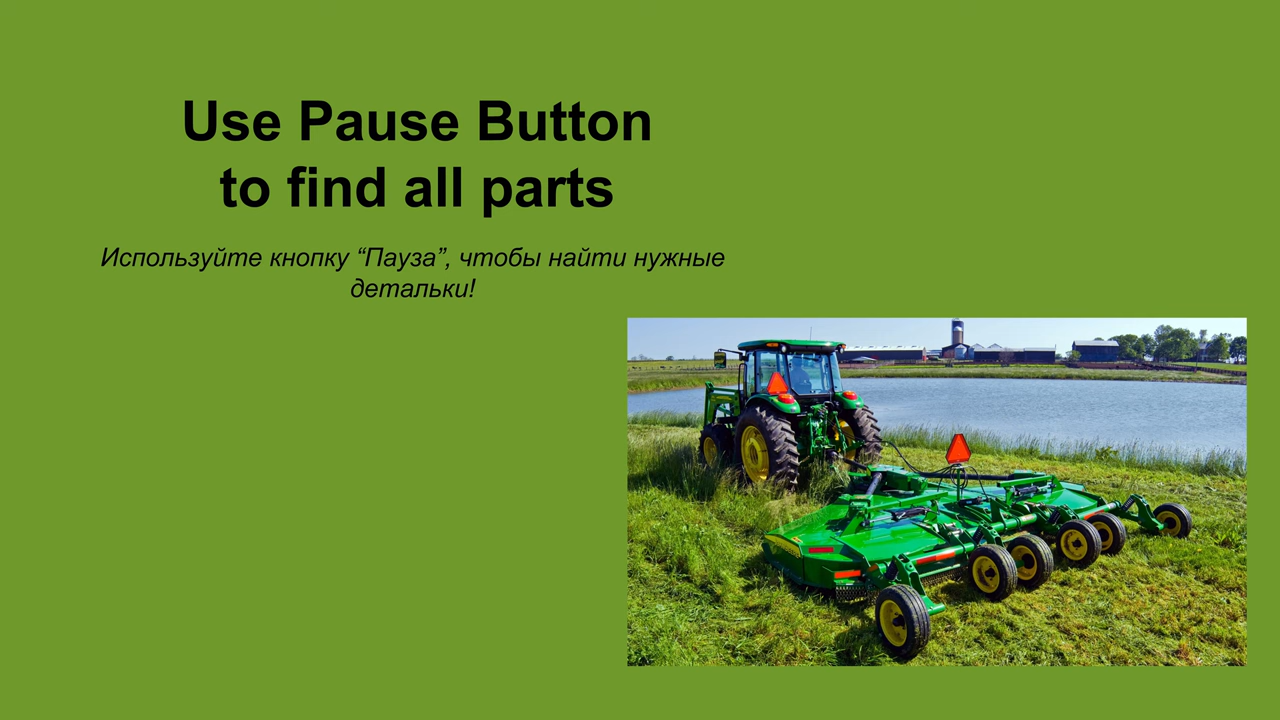 Use Pause Button
to find all parts
Используйте кнопку “Пауза”, чтобы найти нужные
детальки!